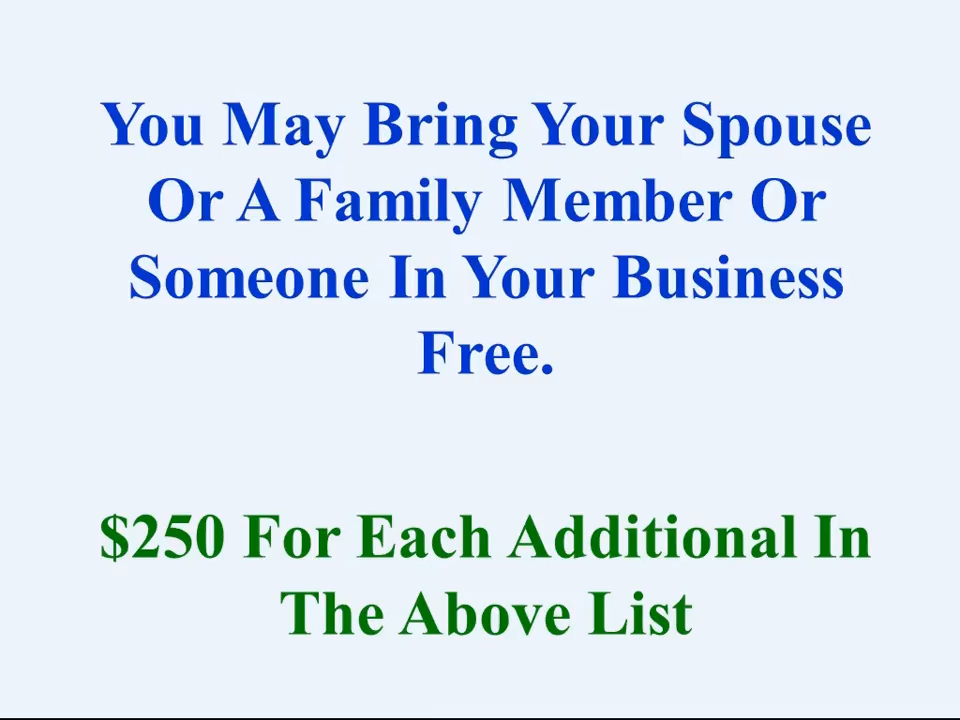 You May Bring Your Spouse
Or A Family Member Or
Someone In Your Business
Free.
$250 For Each Additional In
The Above List